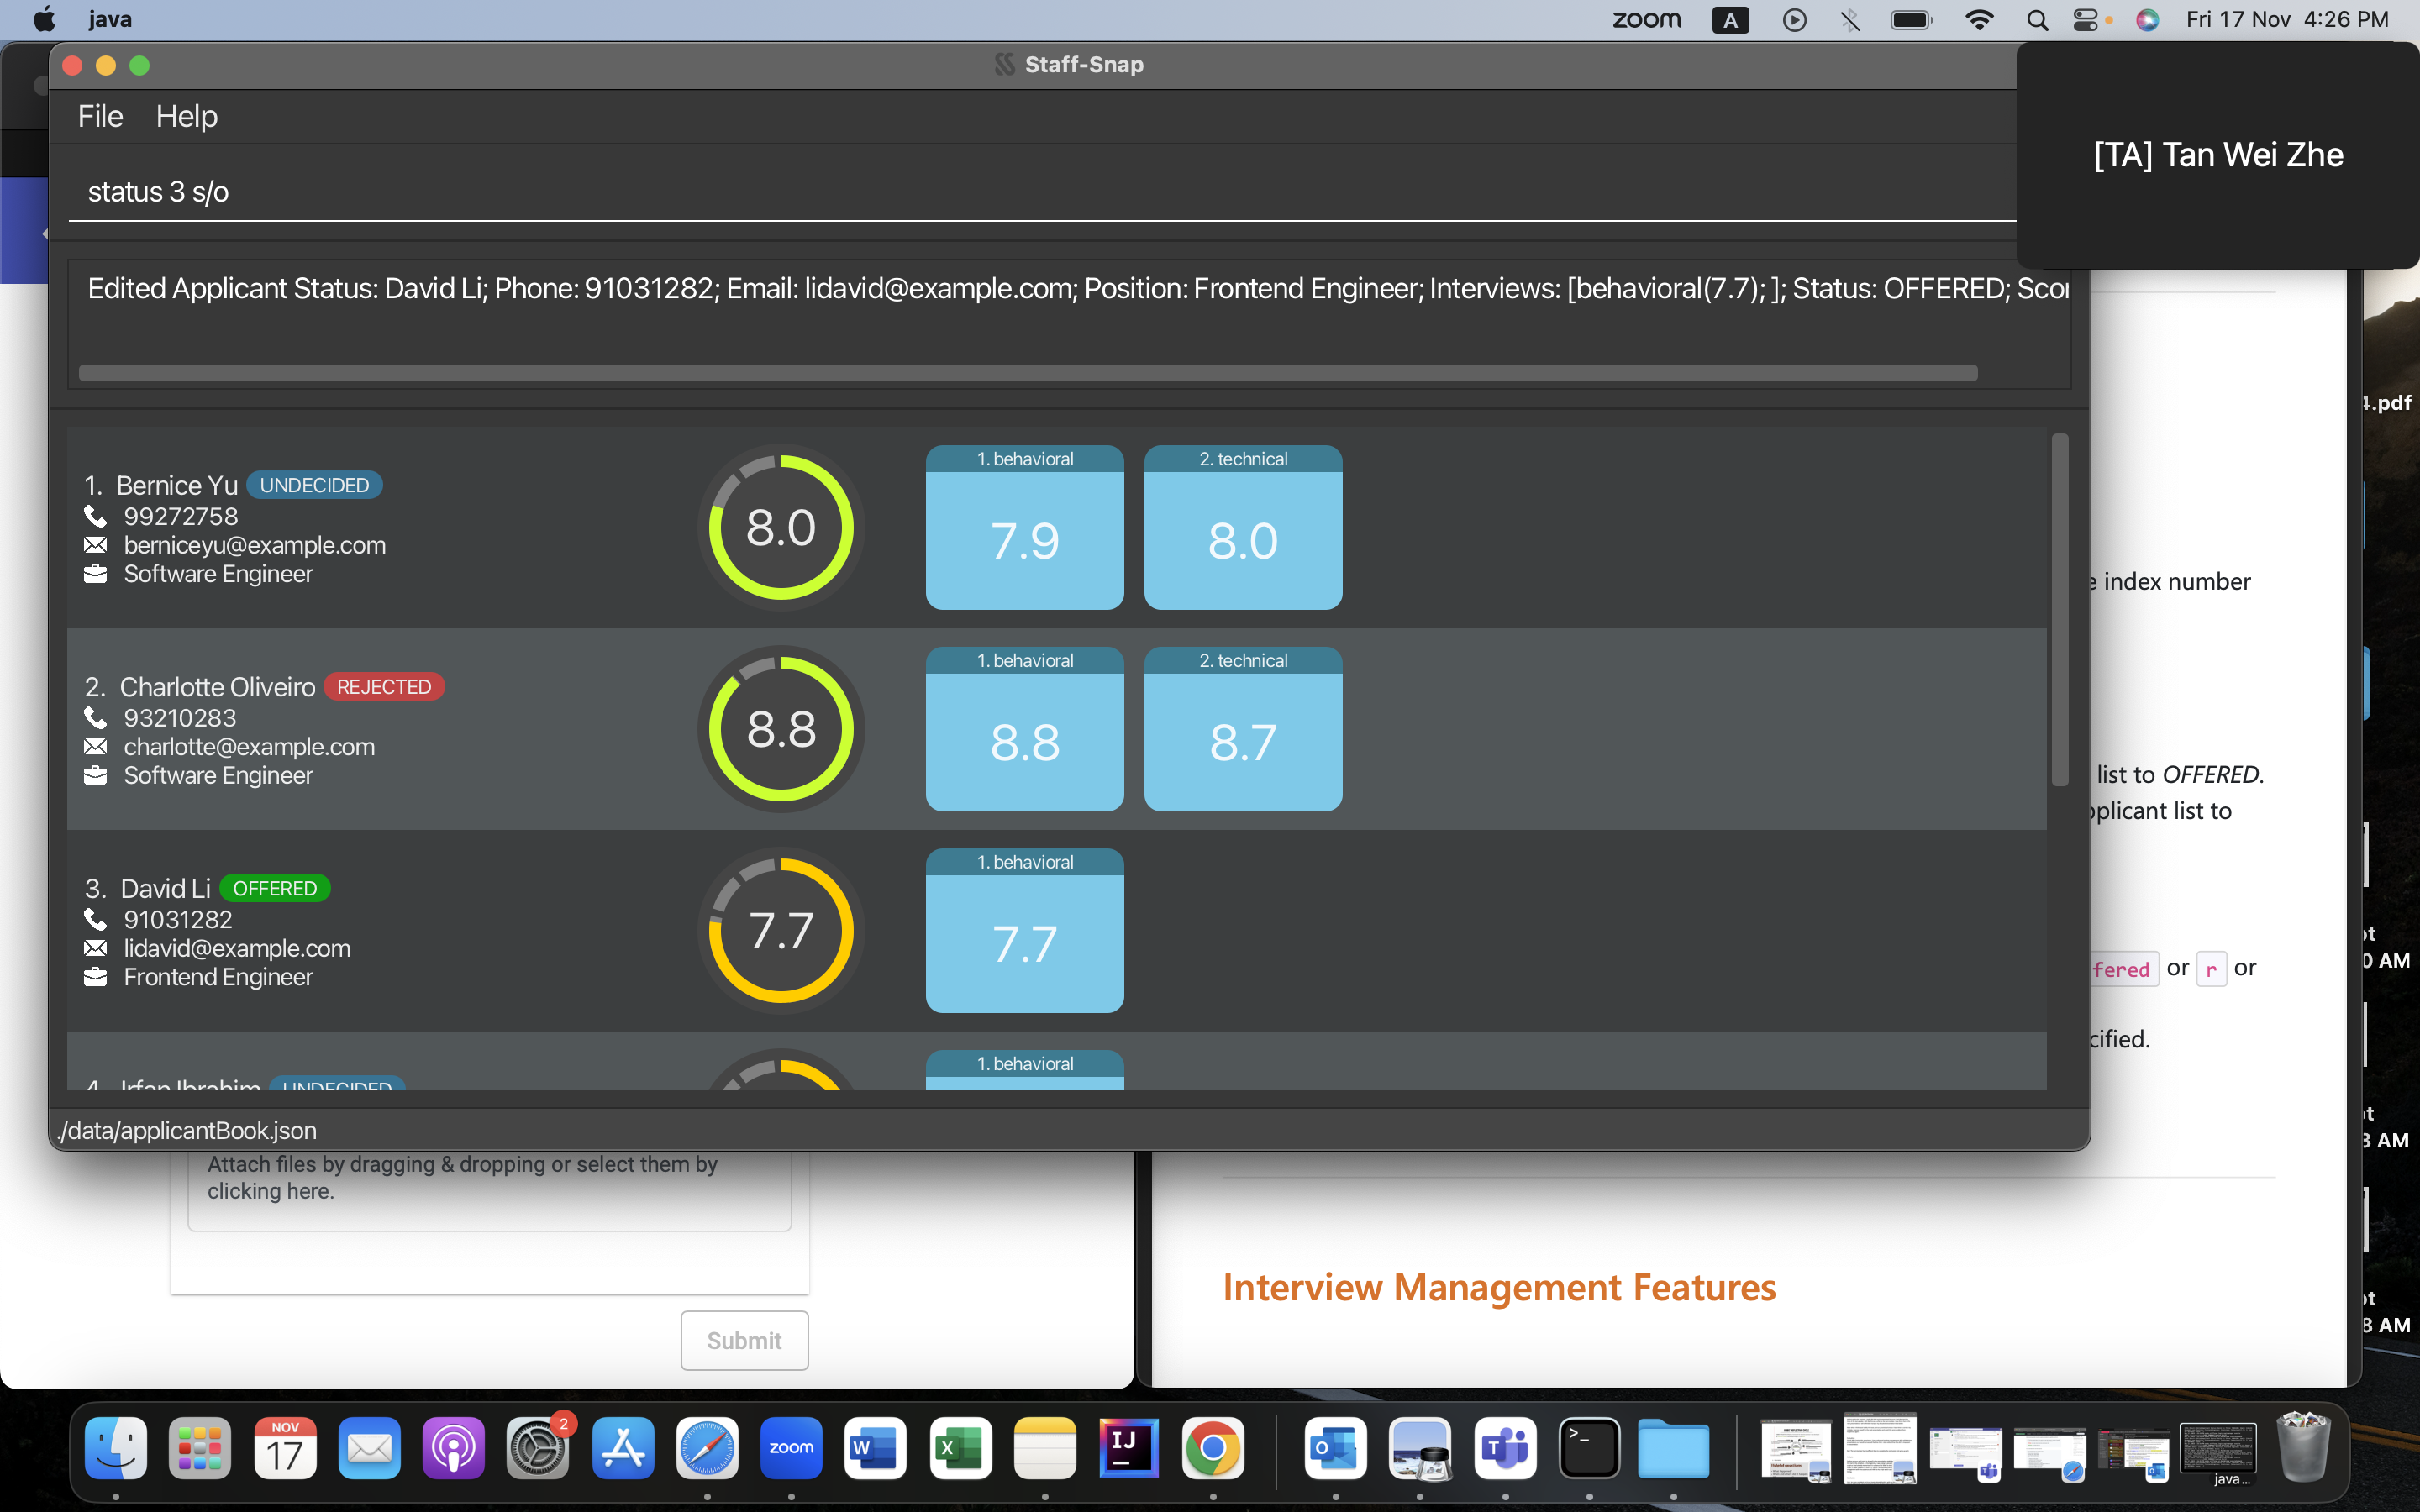 java
zoom
A
Fri 17 Nov 4:26 PM
Staff-Snap
File Help
[TA] Tan Wei Zhe
status 3 s/o
Edited Applicant Status: David Li; Phone: 91031282; Email: lidavid@example.com; Position: Frontend Engineer; Interviews: [behavioral(7.7); ]; Status: OFFERED; Scor
4.pdf
1. Bernice Yu UNDECIDED
99272758
berniceyu@example.com
Software Engineer
8.0
1. behavioral
7.9
2. technical
8.0
e index number
2. Charlotte Oliveiro REJECTED
93210283
charlotte@example.com
Software Engineer
8.8
1. behavioral
8.8
2. technical
8.7
list to OFFERED.
pplicant list to
3. David Li OFFERED
91031282
lidavid@example.com
Frontend Engineer
7.7
1. behavioral
7.7
fered or r or
cified.
ot
0 AM
4. Irfan Ibrahim UNDECIDED
1. behavioral
./data/applicantBook.json
ot
3 AM
Attach files by dragging & dropping or select them by
clicking here.
Submit
Interview Management Features
ot
8 AM
NOV
17
2
zoom
W
X
IJ
O
T
>_
java...